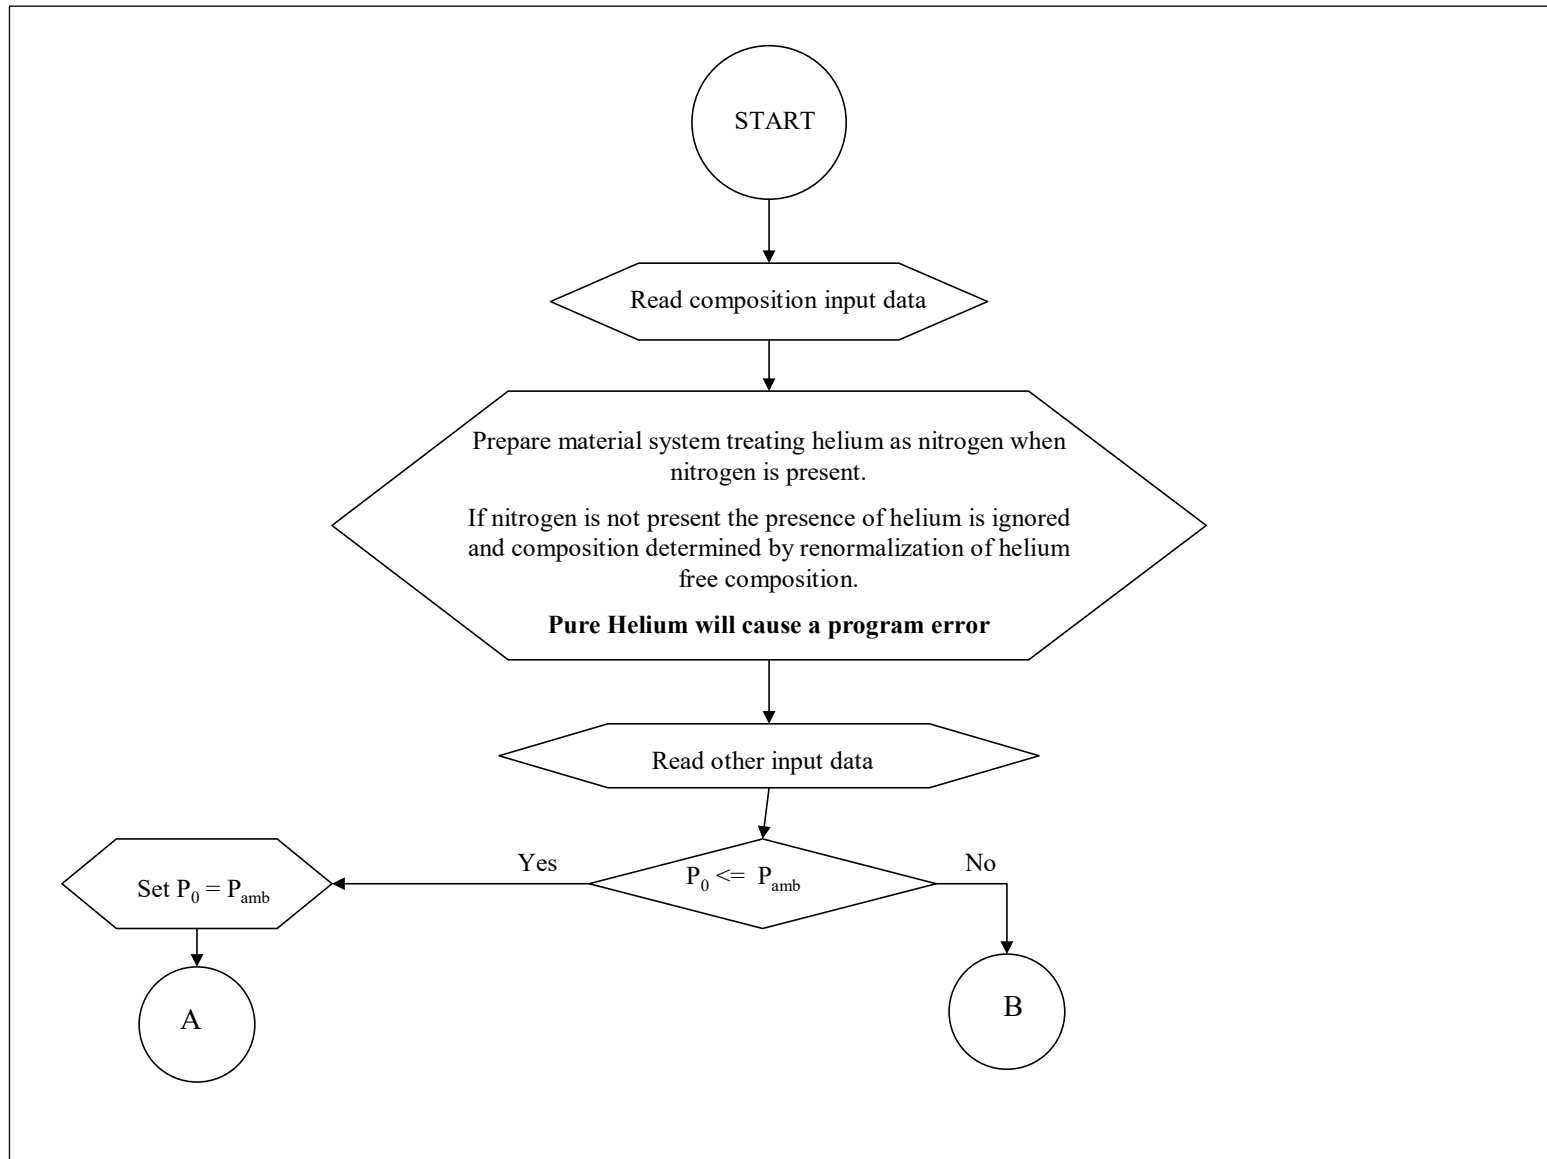 START
Read composition input data
Prepare material system treating helium as nitrogen when
nitrogen is present.
If nitrogen is not present the presence of helium is ignored
and composition determined by renormalization of helium
free composition.
Pure Helium will cause a program error
Read other input data
Yes
P₀ <= Pamb
No
Set P₀ = Pamb
A
B